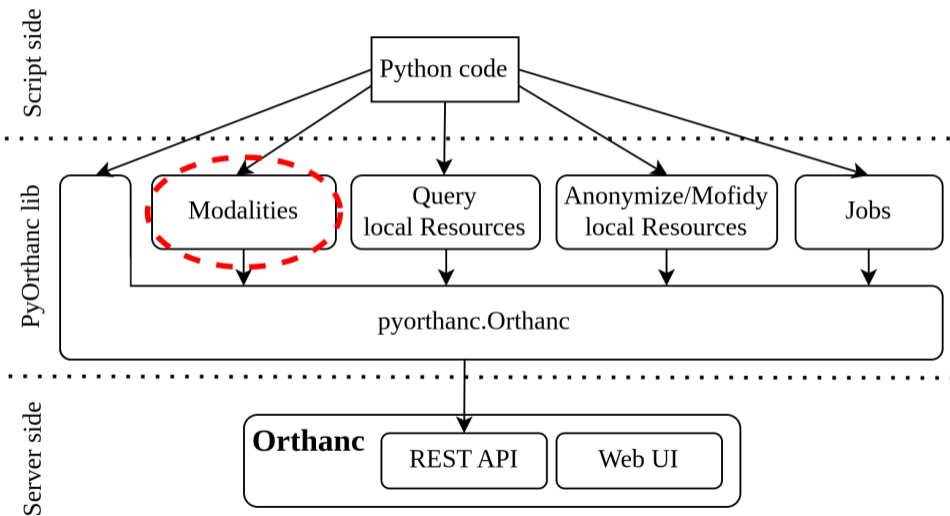 Script side
Python code
PyOrthanc lib
Modalities
Query
local Resources
Anonymize/Mofidy
local Resources
Jobs
pyorthanc.Orthanc
Server side
Orthanc
REST API
Web UI